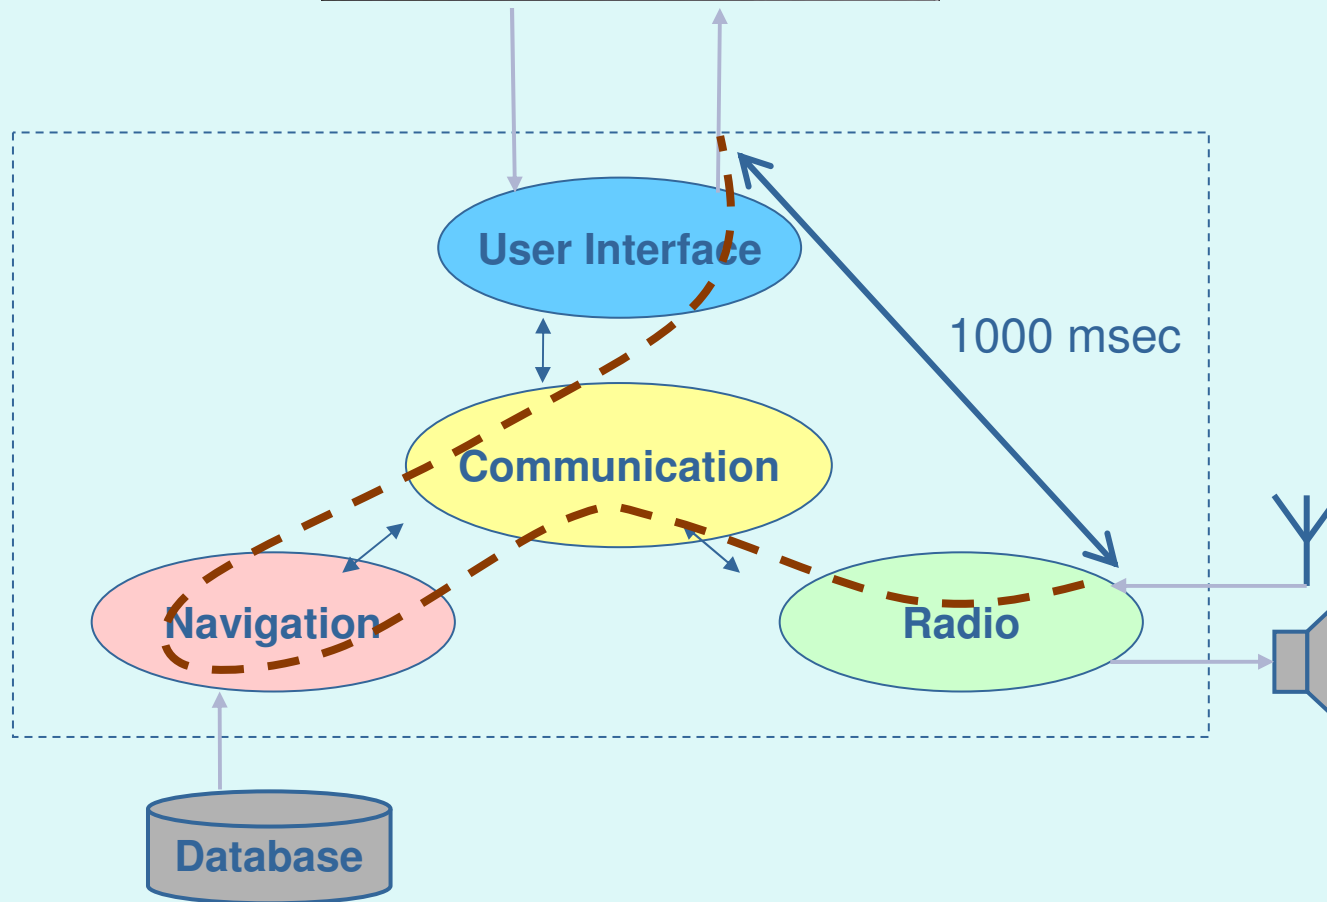 User Interface
1000 msec
Communication
Navigation
Radio
Database